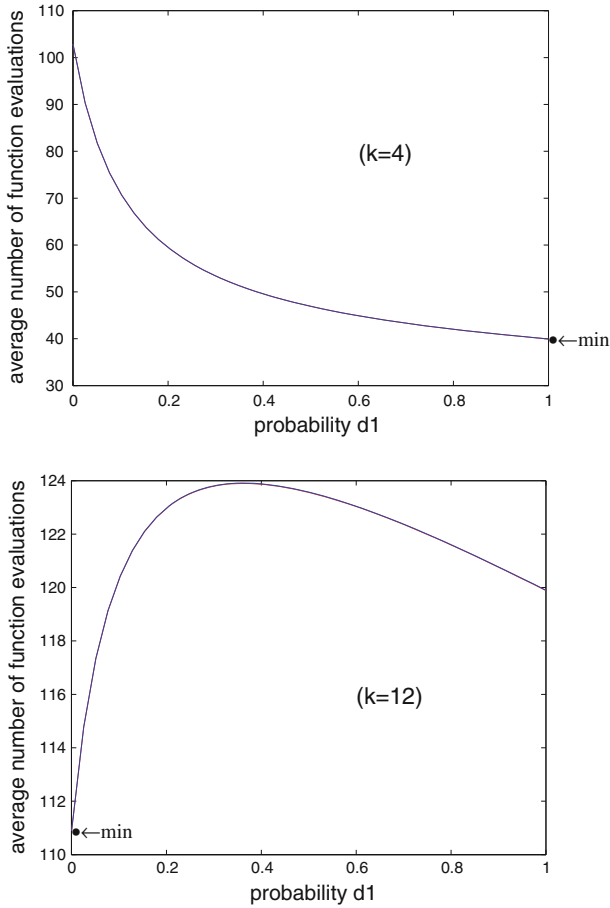 110
100
90
80
70
60
50
40
30
average number of function evaluations
(k=4)
←min
0 0.2 0.4 0.6 0.8 1
probability d1
124
122
120
118
116
114
112
110
average number of function evaluations
(k=12)
←min
0 0.2 0.4 0.6 0.8 1
probability d1